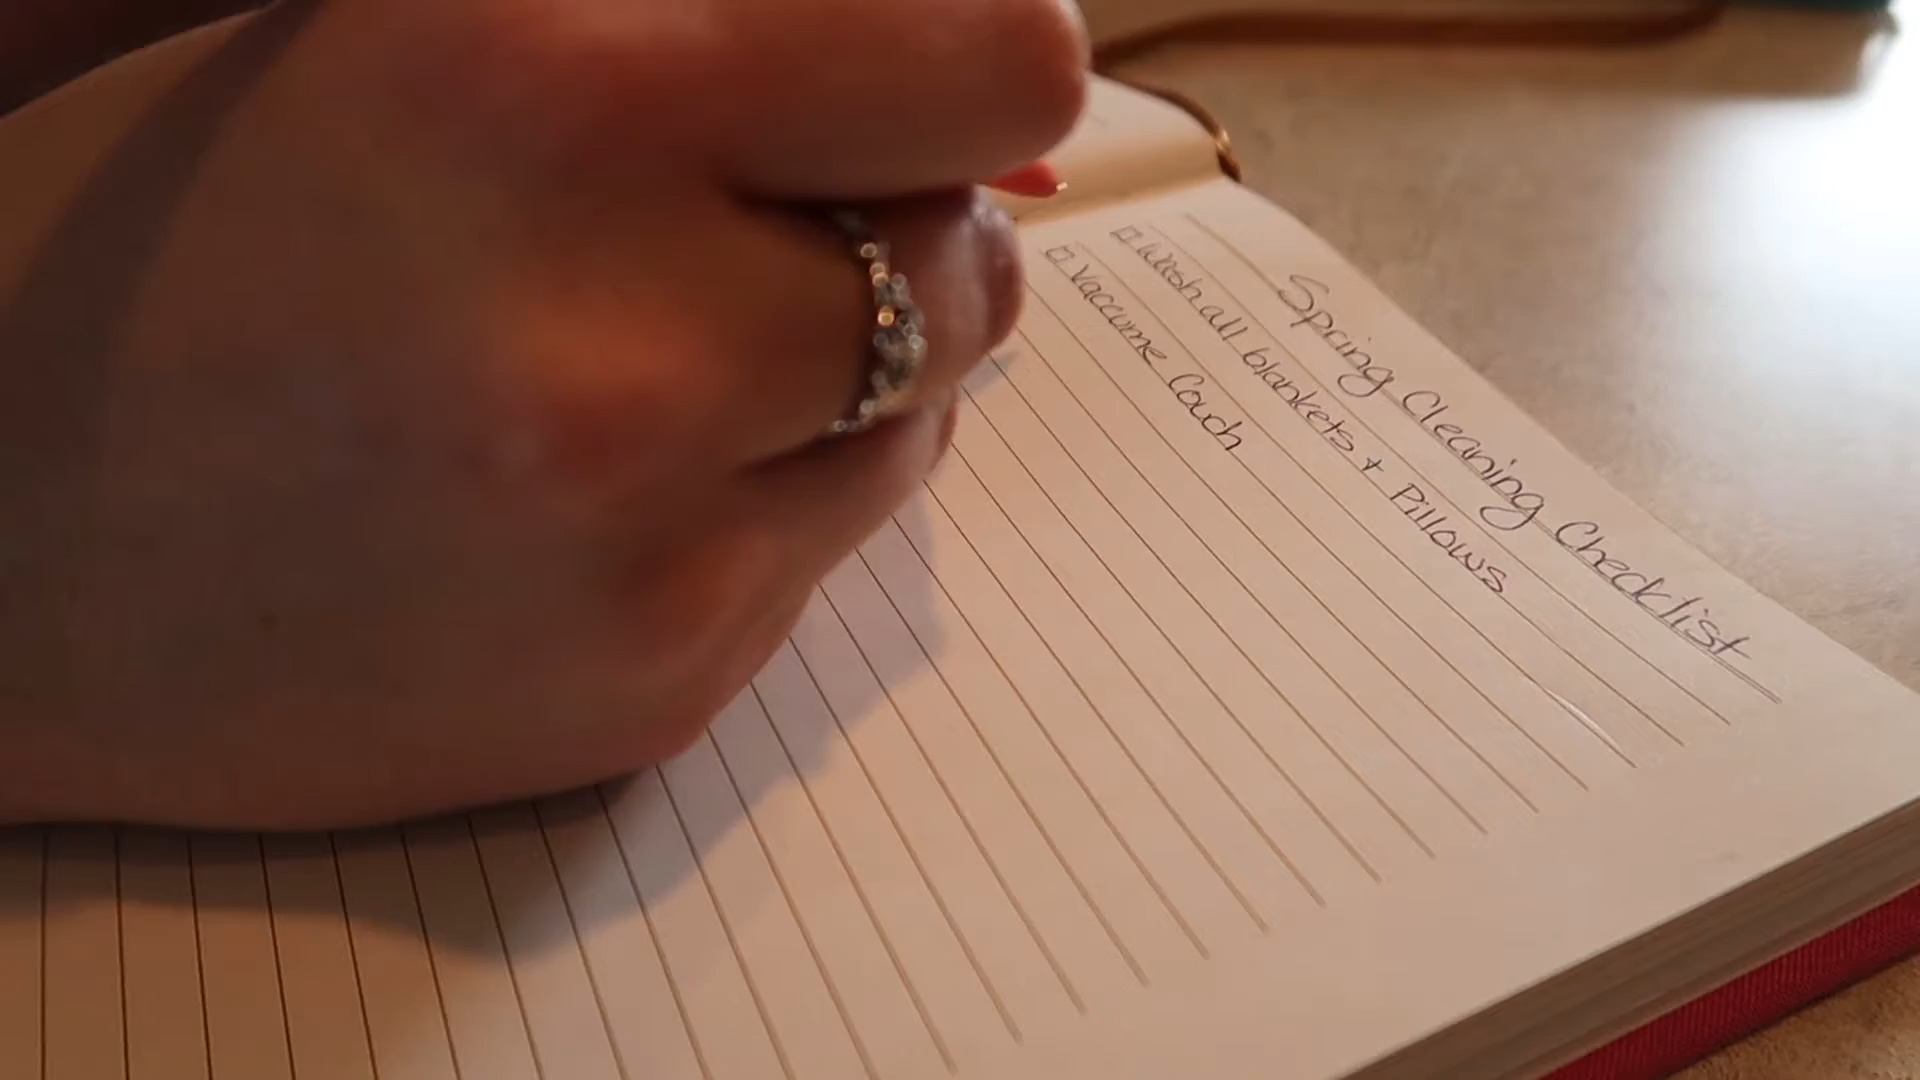 Spring Cleaning Checklist
□ Wash all blankets + Pillows
□ Vaccume Couch